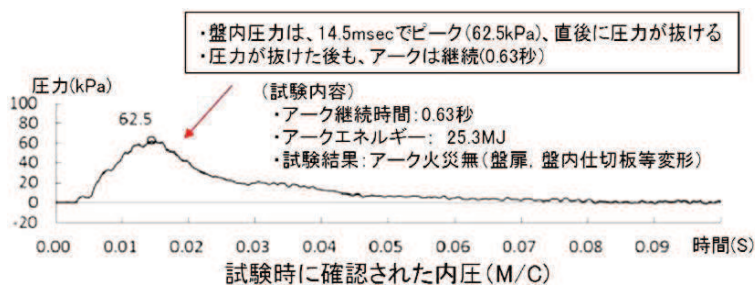 ・盤内圧力は、14.5msecでピーク(62.5kPa)、直後に圧力が抜ける
・圧力が抜けた後も、アークは継続(0.63秒)
圧力(kPa)
(試験内容)
・アーク継続時間:0.63秒
・アークエネルギー: 25.3MJ
・試験結果:アーク火災無(盤扉、盤内仕切板等変形)
100
80
62.5
60
40
20
0
-20
0.00 0.01 0.02 0.03 0.04 0.05 0.06 0.07 0.08 0.09 時間(S)
試験時に確認された内圧(M/C)